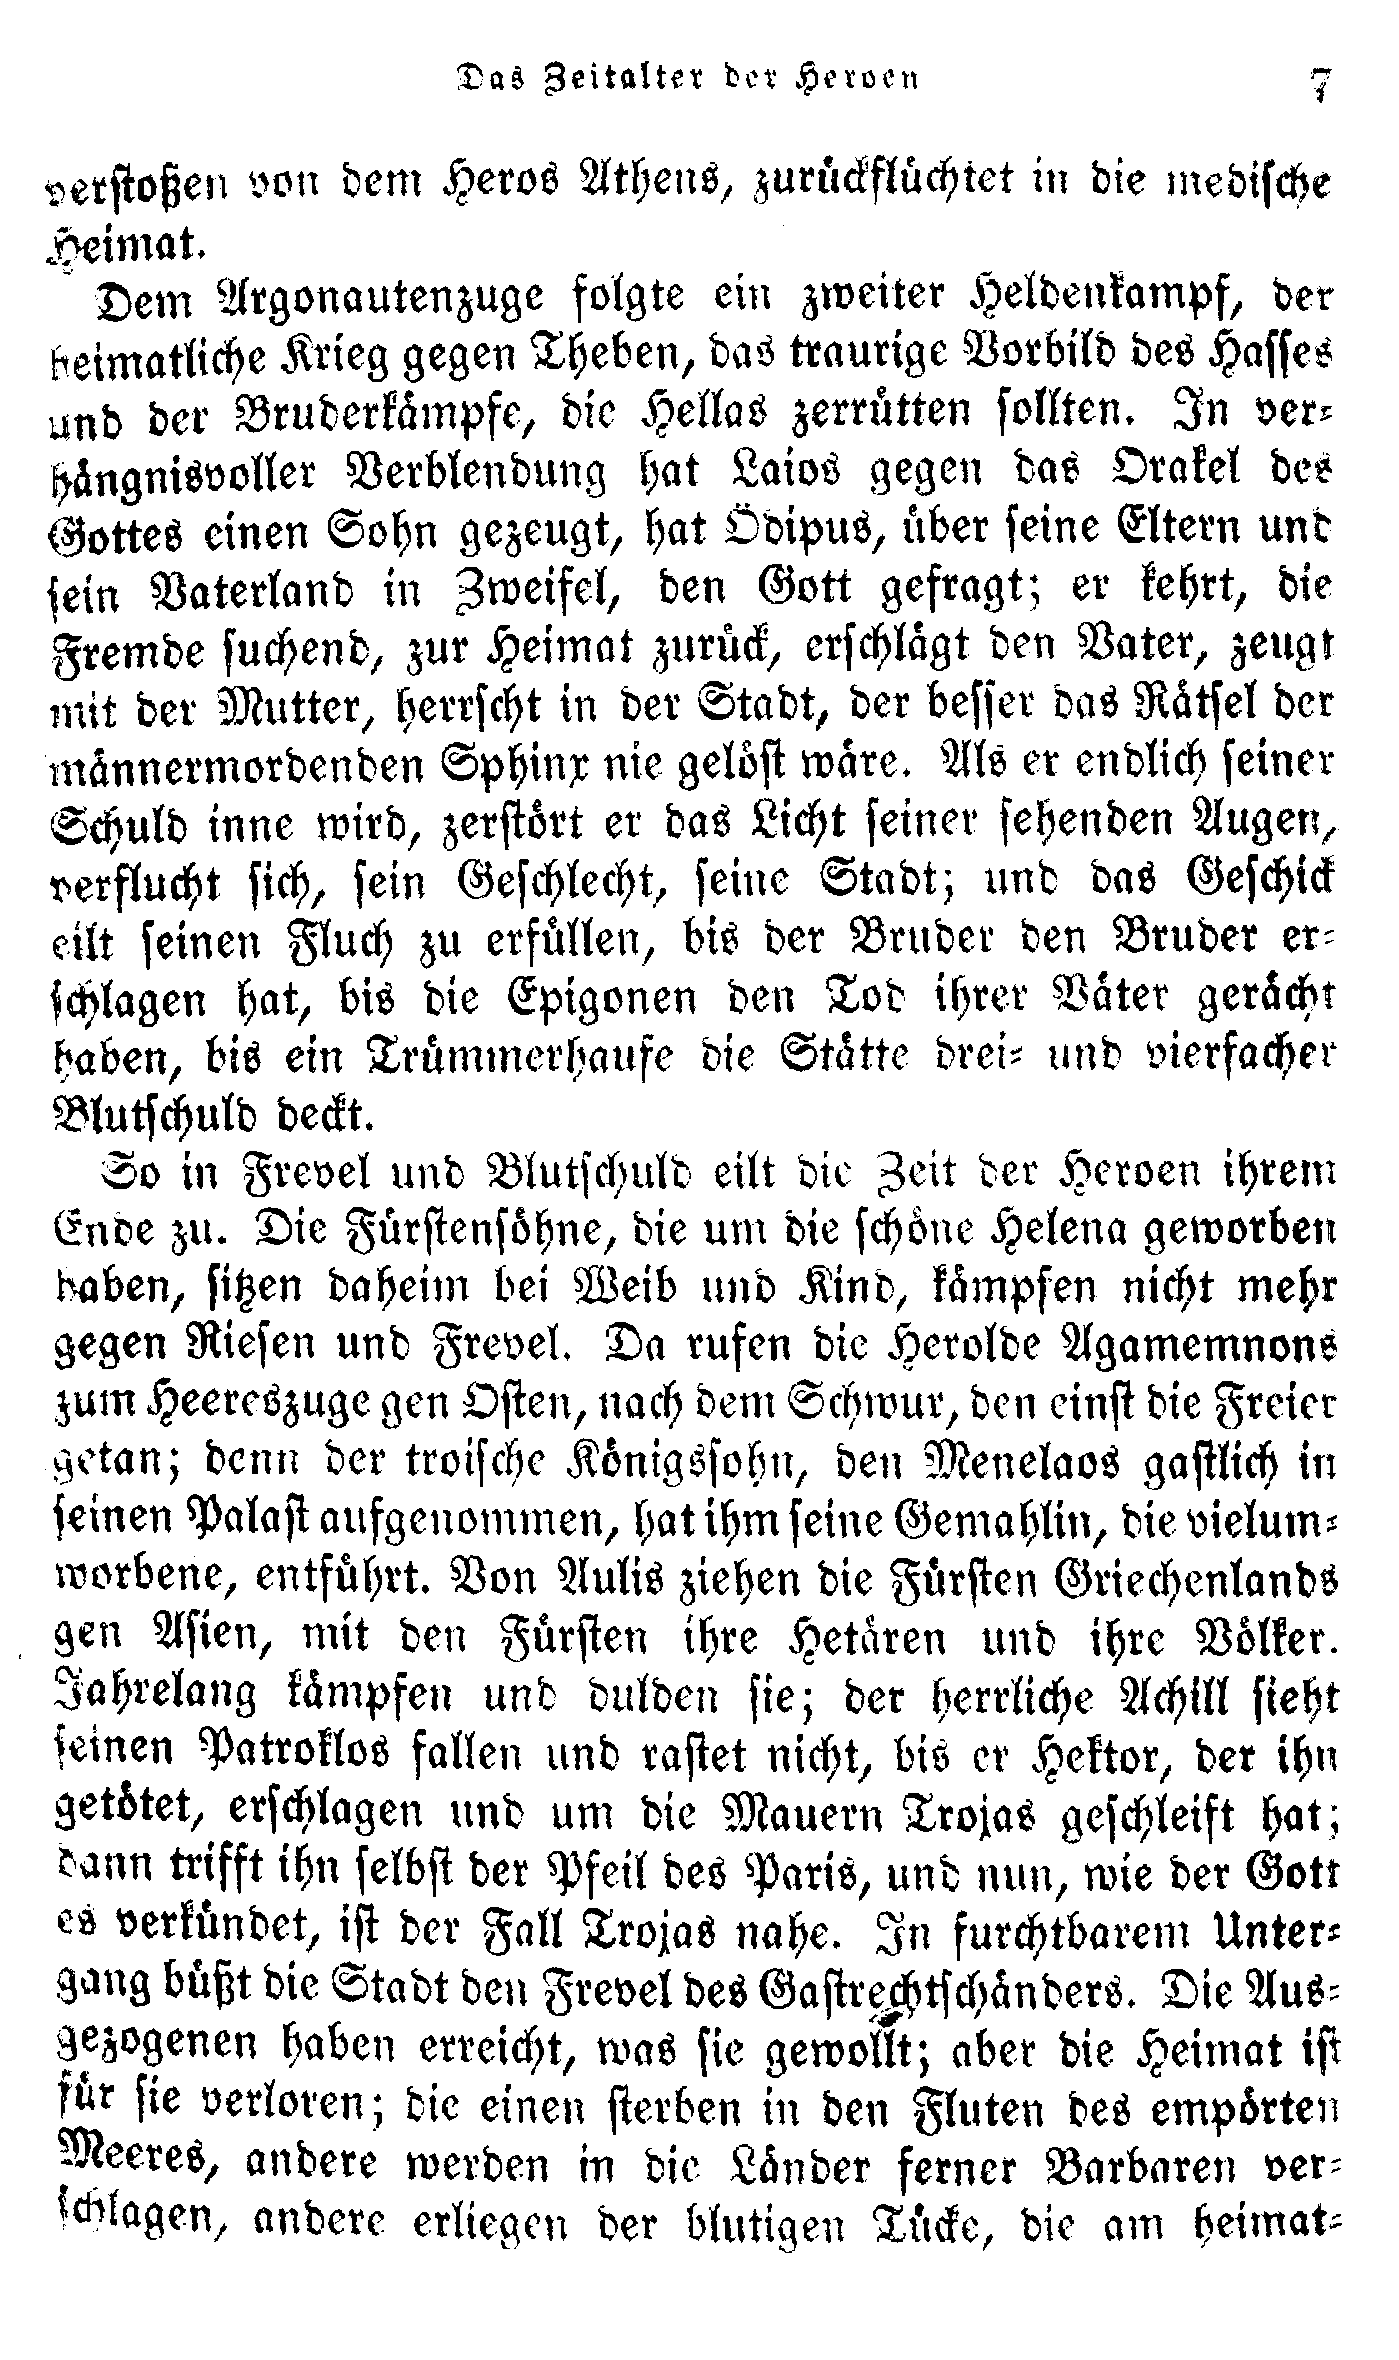 Das Zeitalter der Heroen 7
verstoßen von dem Heros Athens, zurückflüchtet in die medische
Heimat.
Dem Argonautenzuge folgte ein zweiter Heldenkampf, der
heimatliche Krieg gegen Theben, das traurige Vorbild des Hasses
und der Bruderkämpfe, die Hellas zerrütten sollten. In ver-
hängnisvoller Verblendung hat Laios gegen das Orakel des
Gottes einen Sohn gezeugt, hat Ödipus, über seine Eltern und
sein Vaterland in Zweifel, den Gott gefragt; er kehrt, die
Fremde suchend, zur Heimat zurück, erschlägt den Vater, zeugt
mit der Mutter, herrscht in der Stadt, der besser das Rätsel der
männermordenden Sphinx nie gelöst wäre. Als er endlich seiner
Schuld inne wird, zerstört er das Licht seiner sehenden Augen,
verflucht sich, sein Geschlecht, seine Stadt; und das Geschick
eilt seinen Fluch zu erfüllen, bis der Bruder den Bruder er-
schlagen hat, bis die Epigonen den Tod ihrer Väter gerächt
haben, bis ein Trümmerhaufe die Stätte drei- und vierfacher
Blutschuld deckt.
So in Frevel und Blutschuld eilt die Zeit der Heroen ihrem
Ende zu. Die Fürstensöhne, die um die schöne Helena geworben
haben, sitzen daheim bei Weib und Kind, kämpfen nicht mehr
gegen Riesen und Frevel. Da rufen die Herolde Agamemnons
zum Heereszuge gen Osten, nach dem Schwur, den einst die Freier
getan; denn der troische Königssohn, den Menelaos gastlich in
seinen Palast aufgenommen, hat ihm seine Gemahlin, die vielum-
worbene, entführt. Von Aulis ziehen die Fürsten Griechenlands
gen Asien, mit den Fürsten ihre Hetären und ihre Völker.
Jahrelang kämpfen und dulden sie; der herrliche Achill sieht
seinen Patroklos fallen und rastet nicht, bis er Hektor, der ihn
getötet, erschlagen und um die Mauern Trojas geschleift hat;
dann trifft ihn selbst der Pfeil des Paris, und nun, wie der Gott
es verkündet, ist der Fall Trojas nahe. In furchtbarem Unter-
gang büßt die Stadt den Frevel des Gastrechtschänders. Die Aus-
gezogenen haben erreicht, was sie gewollt; aber die Heimat ist
für sie verloren; die einen sterben in den Fluten des empörten
Meeres, andere werden in die Länder ferner Barbaren ver-
schlagen, andere erliegen der blutigen Tücke, die am heimat-